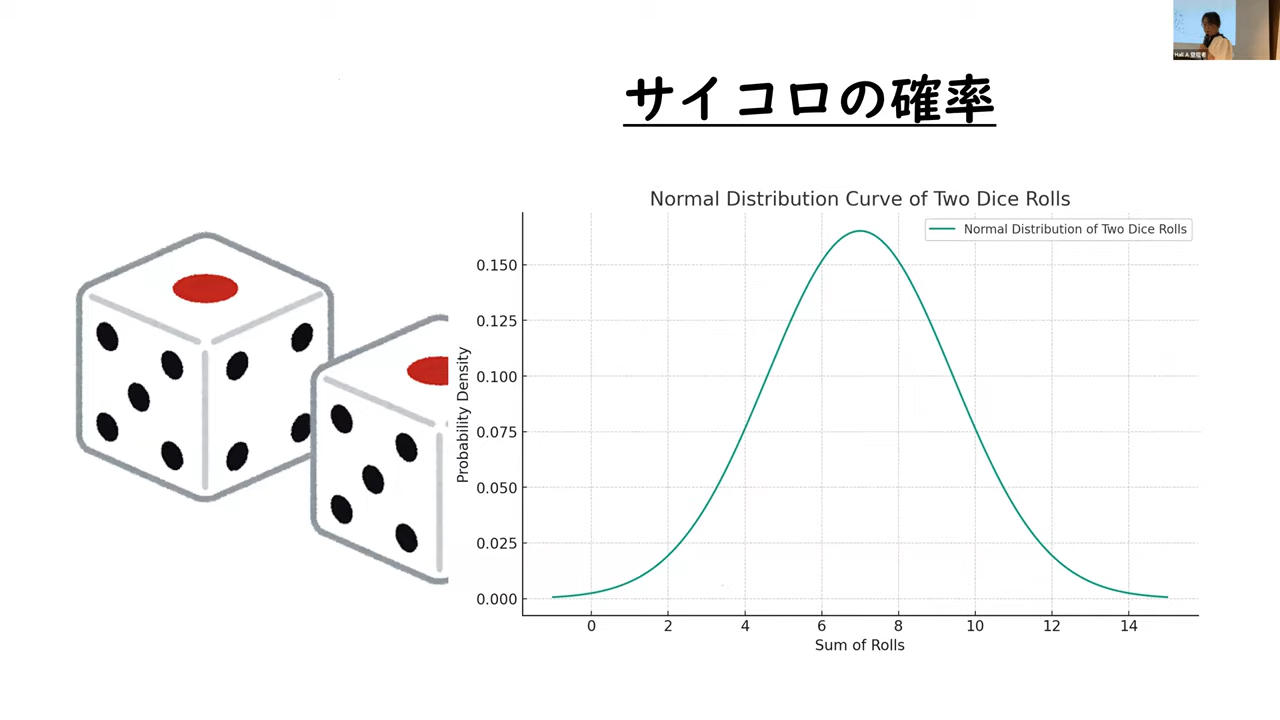 サイコロの確率
Normal Distribution Curve of Two Dice Rolls
Normal Distribution of Two Dice Rolls
Probability Density
0.150
0.125
0.100
0.075
0.050
0.025
0.000
0 2 4 6 8 10 12 14
Sum of Rolls